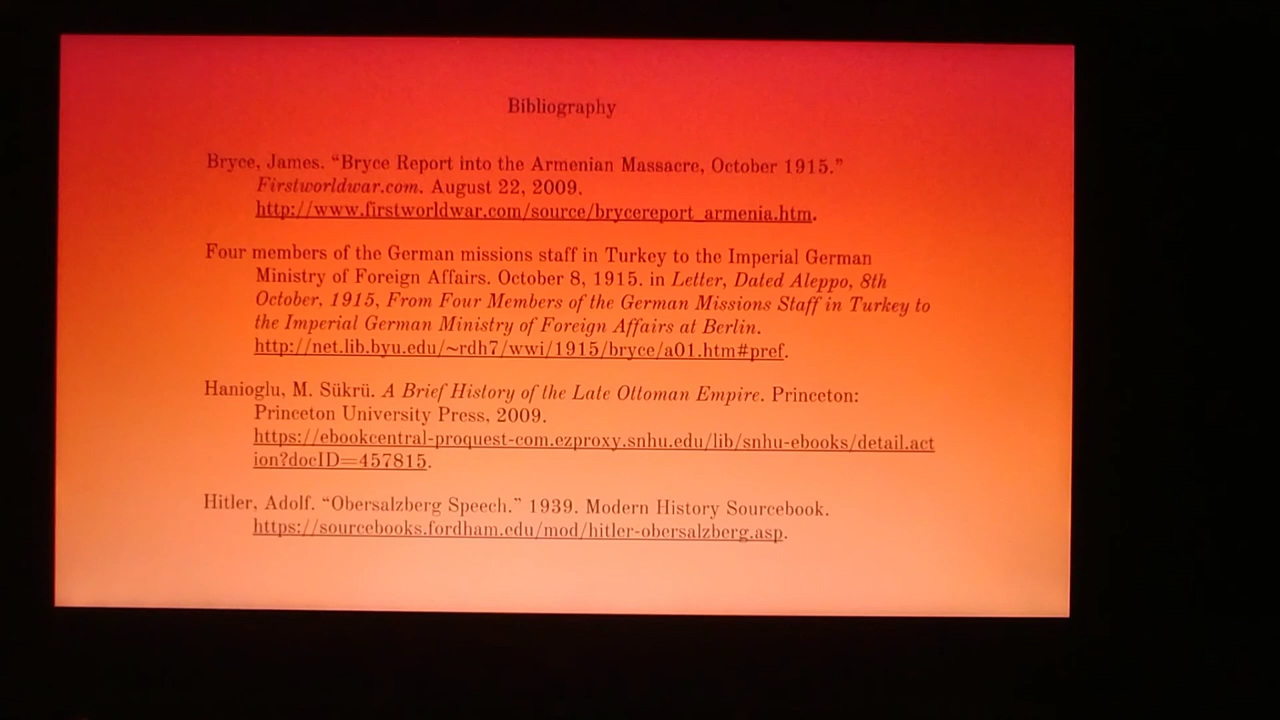 Bibliography
Bryce, James. “Bryce Report into the Armenian Massacre, October 1915.”
Firstworldwar.com. August 22, 2009.
http://www.firstworldwar.com/source/brycereport_armenia.htm.
Four members of the German missions staff in Turkey to the Imperial German
Ministry of Foreign Affairs. October 8, 1915. in Letter, Dated Aleppo, 8th
October, 1915, From Four Members of the German Missions Staff in Turkey to
the Imperial German Ministry of Foreign Affairs at Berlin.
http://net.lib.byu.edu/~rdh7/wwi/1915/bryce/a01.htm#pref.
Hanioglu, M. Sükrü. A Brief History of the Late Ottoman Empire. Princeton:
Princeton University Press, 2009.
https://ebookcentral-proquest-com.ezproxy.snhu.edu/lib/snhu-ebooks/detail.act
ion?docID=457815.
Hitler, Adolf. “Obersalzberg Speech.” 1939. Modern History Sourcebook.
https://sourcebooks.fordham.edu/mod/hitler-obersalzberg.asp.